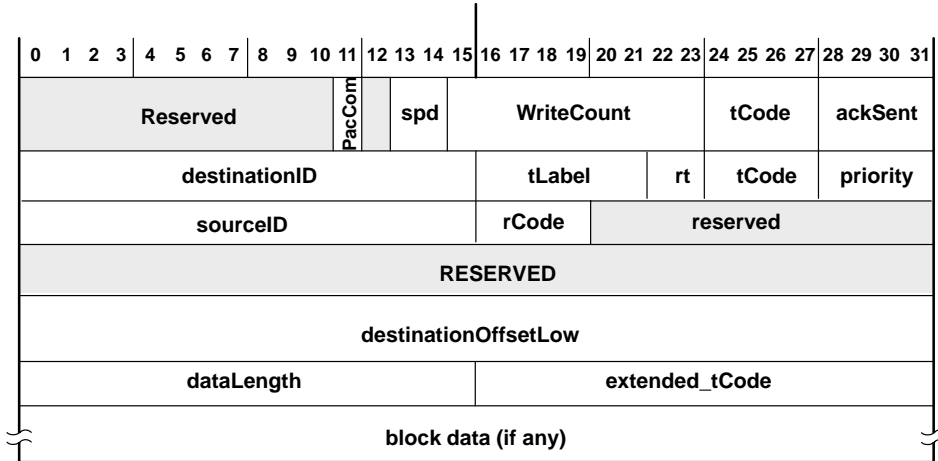 0 1 2 3 4 5 6 7 8 9 10 11 12 13 14 15 16 17 18 19 20 21 22 23 24 25 26 27 28 29 30 31
Reserved PacCom spd WriteCount tCode ackSent
destinationID tLabel rt tCode priority
sourceID rCode reserved
RESERVED
destinationOffsetLow
dataLength extended_tCode
block data (if any)